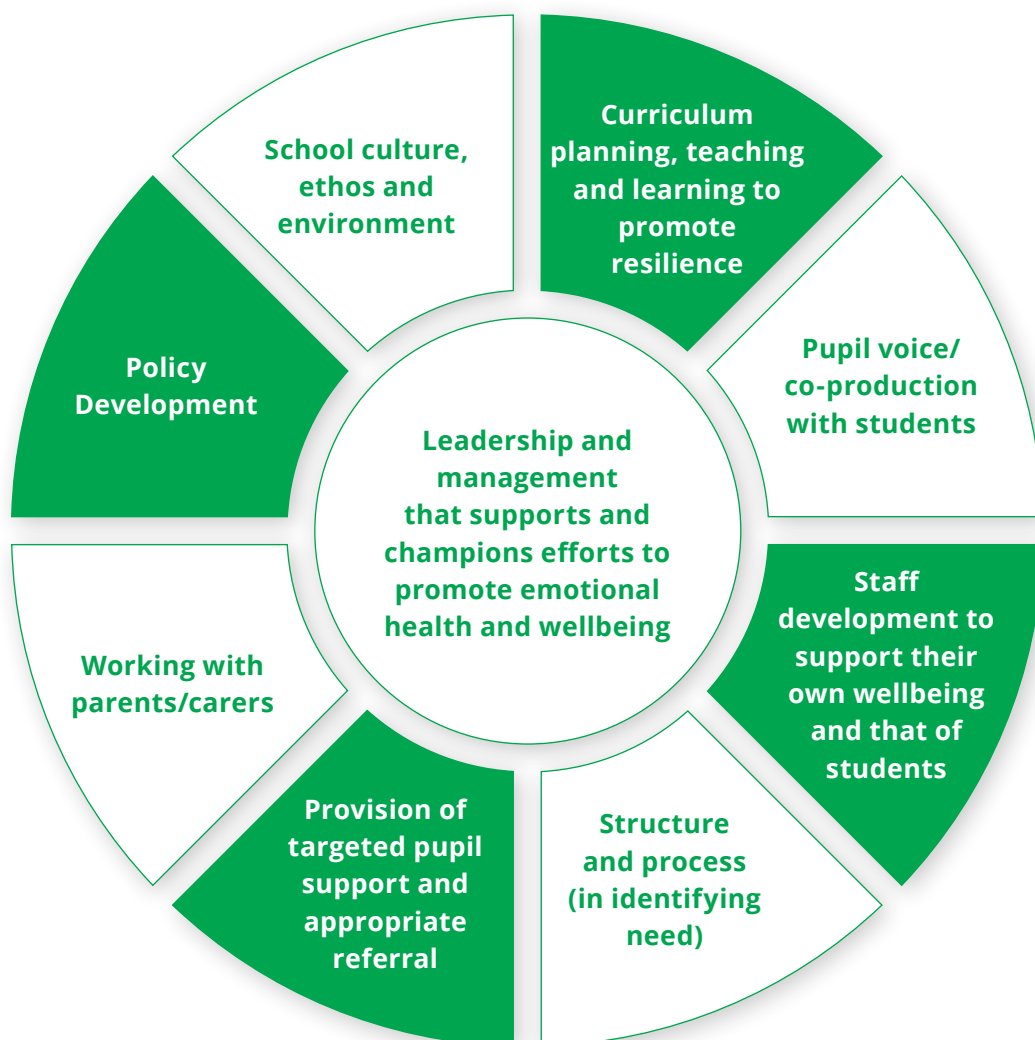 School culture,
ethos and
environment
Curriculum
planning, teaching
and learning to
promote
resilience
Pupil voice/
co-production
with students
Staff
development to
support their
own wellbeing
and that of
students
Structure
and process
(in identifying
need)
Provision of
targeted pupil
support and
appropriate
referral
Working with
parents/carers
Policy
Development
Leadership and
management
that supports and
champions efforts to
promote emotional
health and wellbeing